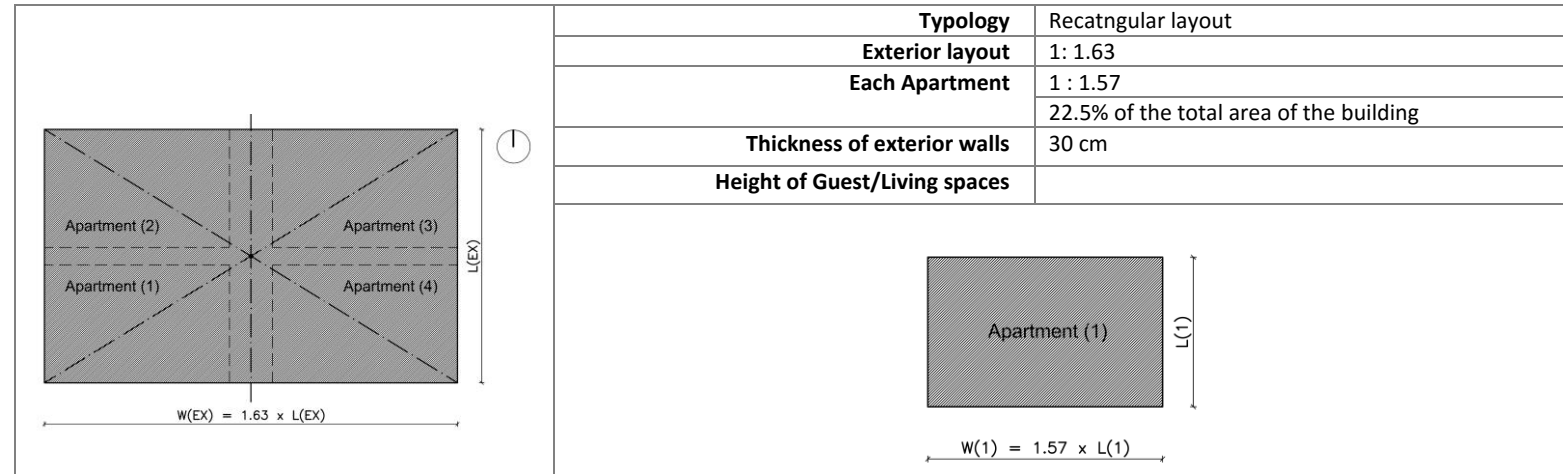 Typology Recatngular layout
Exterior layout 1: 1.63
Each Apartment 1 : 1.57
22.5% of the total area of the building
Thickness of exterior walls 30 cm
Height of Guest/Living spaces
Apartment (2) Apartment (3)
Apartment (1) Apartment (4)
L(EX)
W(EX) = 1.63 x L(EX)
Apartment (1)
L(1)
W(1) = 1.57 x L(1)